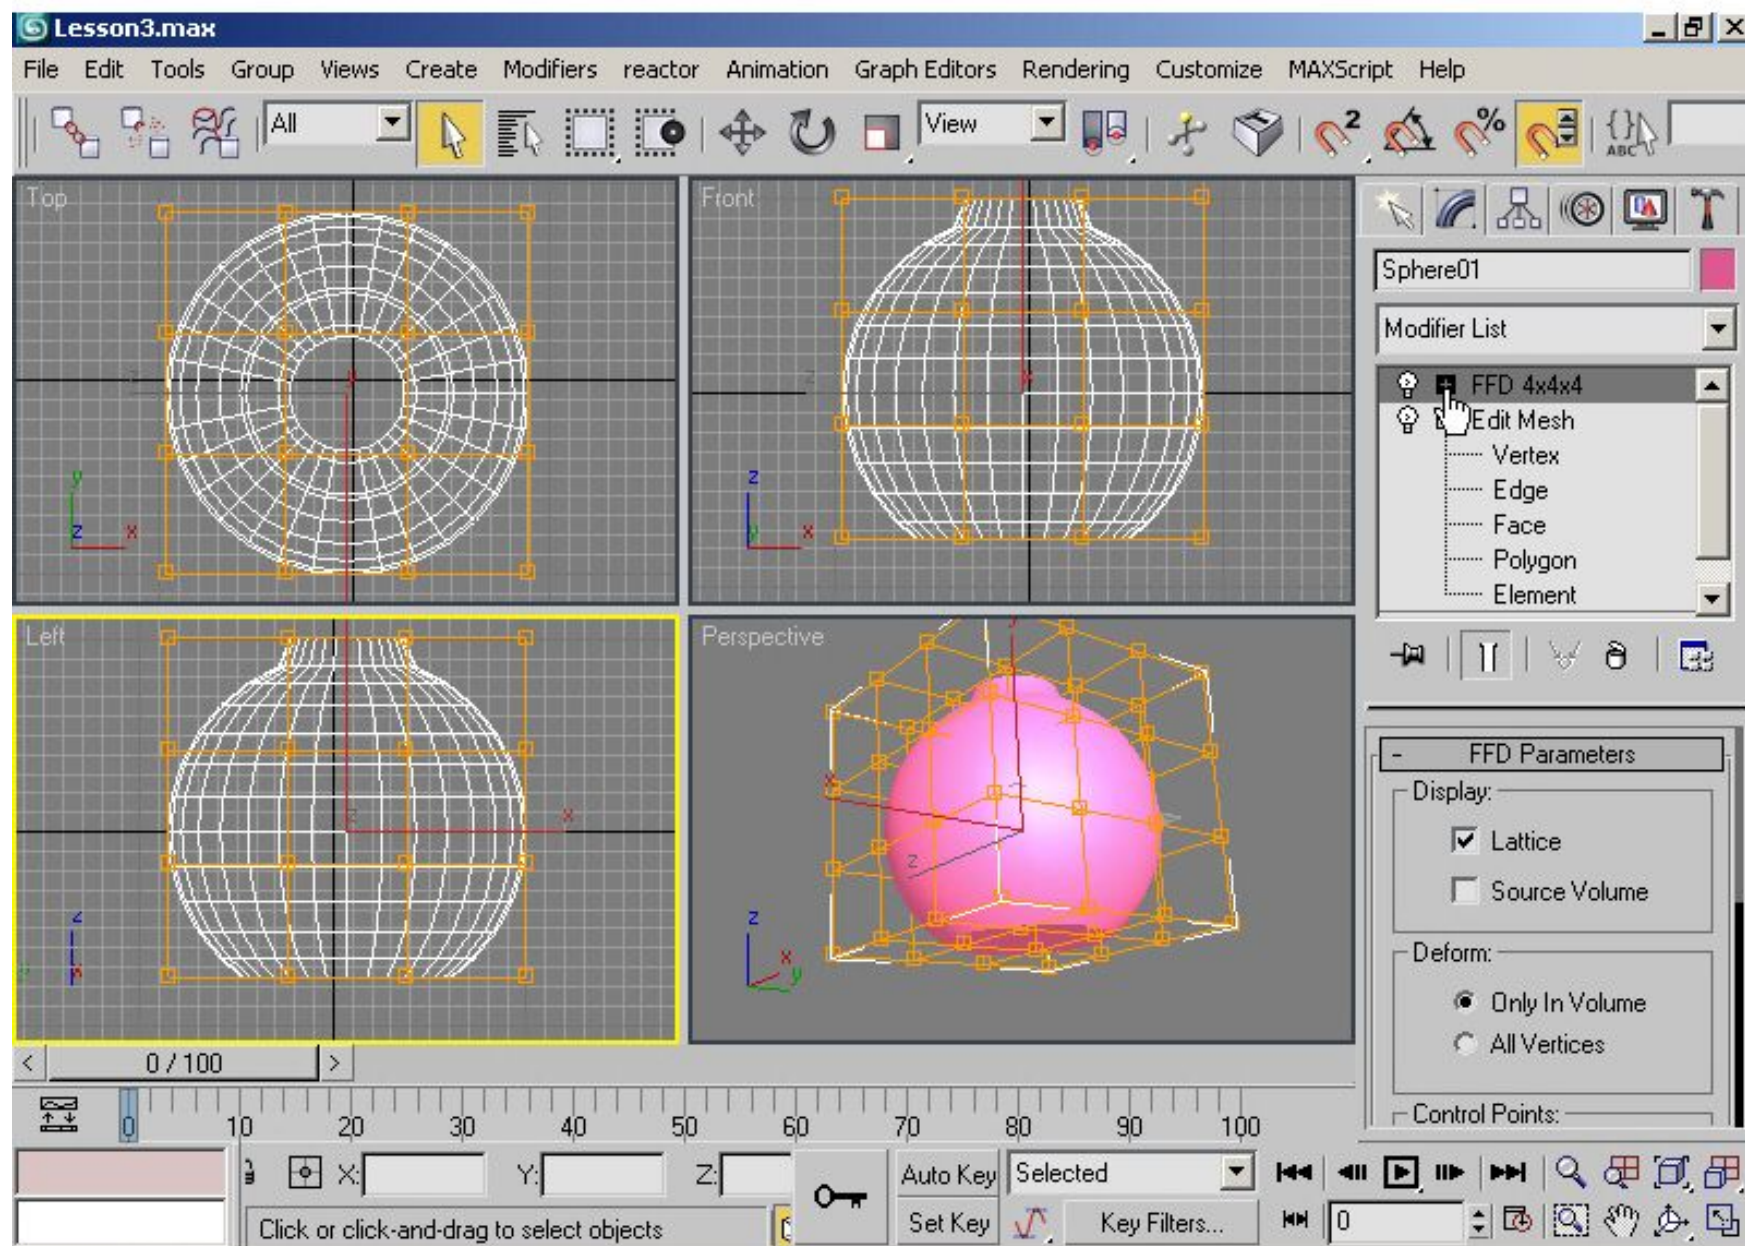 Lesson3.max
File Edit Tools Group Views Create Modifiers reactor Animation Graph Editors Rendering Customize MAXScript Help
All View 2 % {} ABC
Top
y
z x
y
Front
z
x
z
y x
Left
z
x
z
x
Perspective
y
x
z
z
x
y
Sphere01
Modifier List
FFD 4x4x4
Edit Mesh
Vertex
Edge
Face
Polygon
Element
FFD Parameters
Display:
Lattice
Source Volume
Deform:
Only In Volume
All Vertices
Control Points:
< 0 / 100 >
0 10 20 30 40 50 60 70 80 90 100
X: Y: Z: Auto Key Selected
Click or click-and-drag to select objects Set Key Key Filters... 0